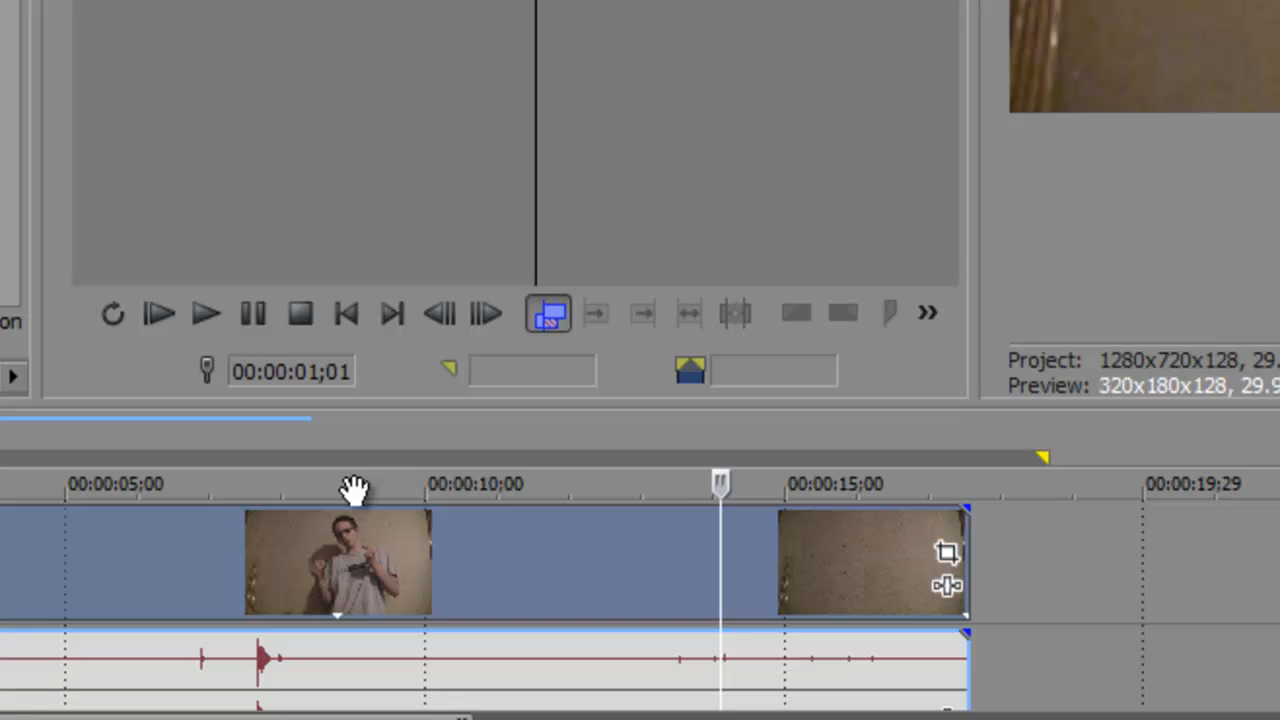 on
00:00:01;01
Project: 1280x720x128, 29.
Preview: 320x180x128, 29.9
00:00:05;00
00:00:10;00
00:00:15;00
00:00:19;29